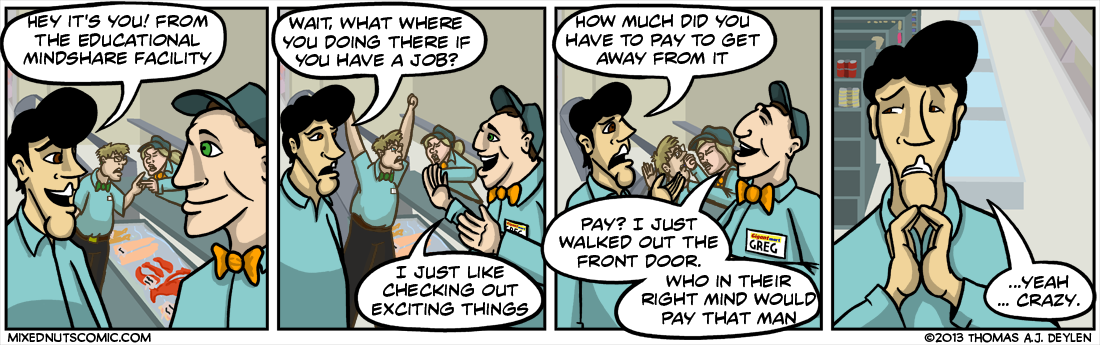 HEY IT'S YOU! FROM
THE EDUCATIONAL
MINDSHARE FACILITY
WAIT, WHAT WHERE
YOU DOING THERE IF
YOU HAVE A JOB?
I JUST LIKE
CHECKING OUT
EXCITING THINGS
HOW MUCH DID YOU
HAVE TO PAY TO GET
AWAY FROM IT
PAY? I JUST
WALKED OUT THE
FRONT DOOR.
WHO IN THEIR
RIGHT MIND WOULD
PAY THAT MAN
GREG
...YEAH
... CRAZY.
MIXEDNUTSCOMIC.COM
©2013 THOMAS A.J. DEYLEN